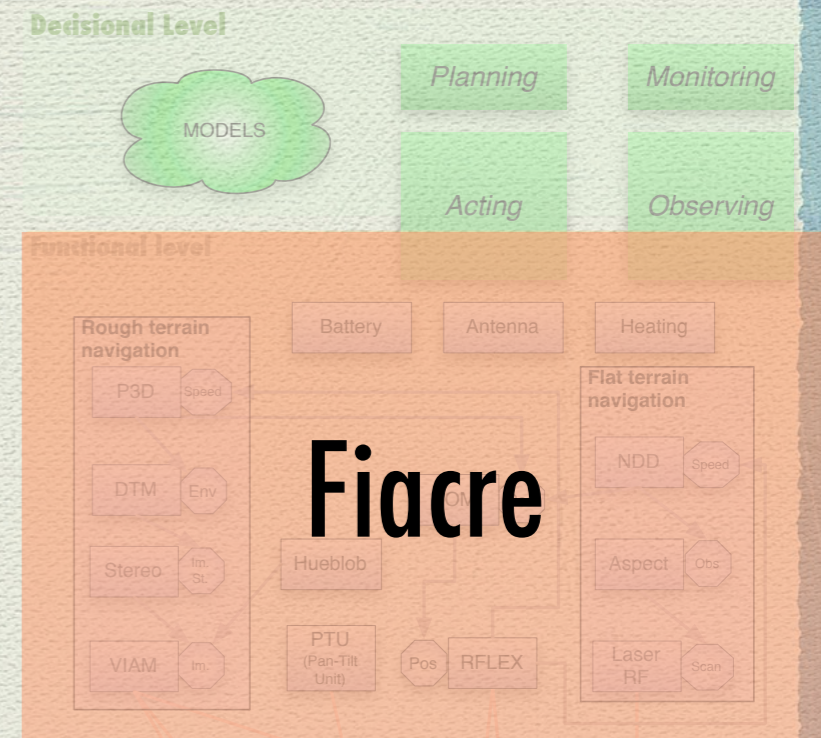 Decisional Level
Planning
Monitoring
MODELS
Acting
Observing
Functional level
Rough terrain
navigation
Battery
Antenna
Heating
P3D
Speed
Flat terrain
navigation
DTM
Env
Fiacre
NDD
Speed
Stereo
Im.
St.
Hueblob
Aspect
Obs
VIAM
Im.
PTU
(Pan-Tilt
Unit)
Pos
RFLEX
Laser
RF
Scan